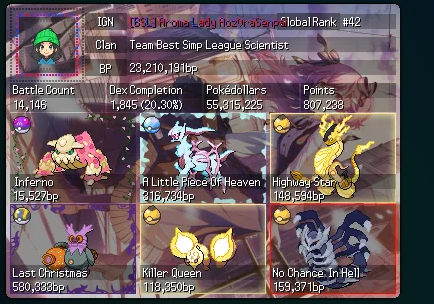 IGN [BSL] Aroma Lady HozOraSenpai Global Rank #42
Clan Team Best Simp League Scientist
BP 23,210,191bp
Battle Count Dex Completion Pokédollars Points
14,146 1,845 (20.30%) 55,315,225 807,238
Inferno A Little Piece Of Heaven Highway Star
15,527bp 316,734bp 148,594bp
Last Christmas Killer Queen No Chance In Hell
580,333bp 118,350bp 159,371bp